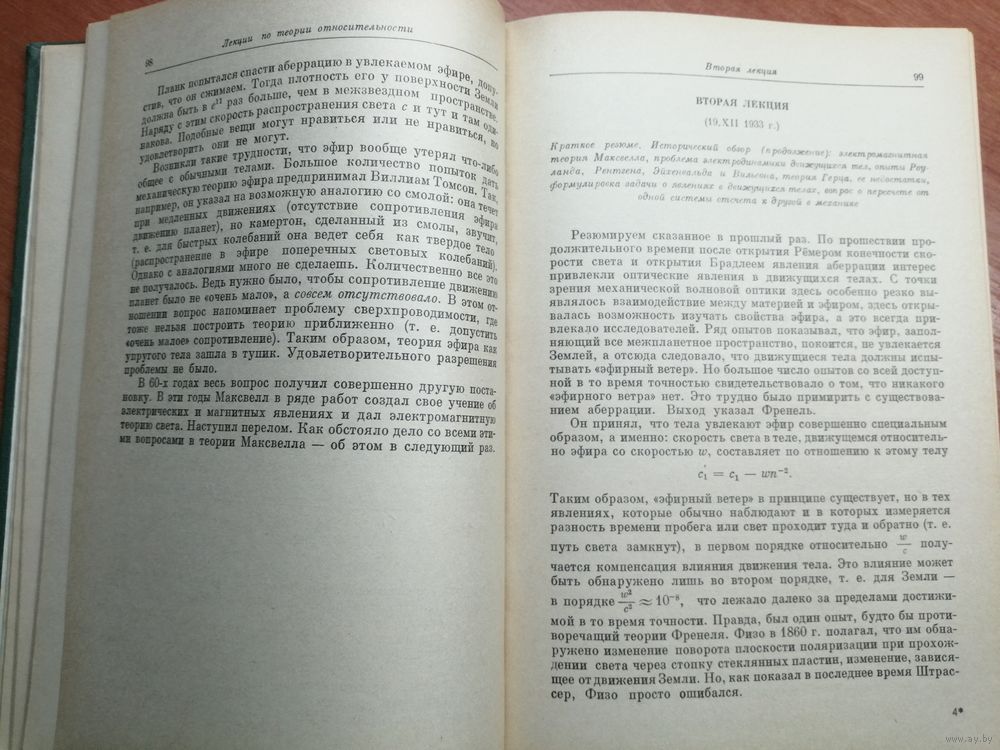 98
Лекции по теории относительности
Планк попытался спасти аберрацию в увлекаемом эфире, допу-
стив, что он сжимаем. Тогда плотность его у поверхности Земли
должна быть в e¹¹ раз больше, чем в межзвездном пространстве.
Наряду с этим скорость распространения света c и тут и там оди-
накова. Подобные вещи могут нравиться или не нравиться, но
удовлетворить они не могут.
Возникли такие трудности, что эфир вообще утерял что-либо
общее с обычными телами. Большое количество попыток дать
механическую теорию эфира предпринимал Виллиам Томсон. Так,
например, он указал на возможную аналогию со смолой: она течет
при медленных движениях (отсутствие сопротивления эфира
движению планет), но камертон, сделанный из смолы, звучит,
т. е. для быстрых колебаний она ведет себя как твердое тело
(распространение в эфире поперечных световых колебаний).
Однако с аналогиями много не сделаешь. Количественно все это
не получалось. Ведь нужно было, чтобы сопротивление движению
планет было не «очень мало», а совсем отсутствовало. В этом от-
ношении вопрос напоминает проблему сверхпроводимости, где
тоже нельзя построить теорию приближенно (т. е. допустить
«очень малое» сопротивление). Таким образом, теория эфира как
упругого тела зашла в тупик. Удовлетворительного разрешения
проблемы не было.
В 60-х годах весь вопрос получил совершенно другую поста-
новку. В эти годы Максвелл в ряде работ создал свое учение об
электрических и магнитных явлениях и дал электромагнитную
теорию света. Наступил перелом. Как обстояло дело со всеми эти-
ми вопросами в теории Максвелла — об этом в следующий раз.
Вторая лекция
99
ВТОРАЯ ЛЕКЦИЯ
(19.XII 1933 г.)
Краткое резюме. Исторический обзор (продолжение): электромагнитная
теория Максвелла, проблема электродинамики движущихся тел, опыты Роу-
ланда, Рентгена, Эйхенвальда и Вильсона, теория Герца, ее недостатки,
формулировка задачи о явлениях в движущихся телах, вопрос о пересчете от
одной системы отсчета к другой в механике
Резюмируем сказанное в прошлый раз. По прошествии про-
должительного времени после открытия Рёмером конечности ско-
рости света и открытия Брадлеем явления аберрации интерес
привлекли оптические явления в движущихся телах. С точки
зрения механической волновой оптики здесь особенно резко вы-
являлось взаимодействие между материей и эфиром, здесь откры-
валась возможность изучать свойства эфира, а это всегда при-
влекало исследователей. Ряд опытов показывал, что эфир, запол-
няющий все межпланетное пространство, покоится, не увлекается
Землей, а отсюда следовало, что движущиеся тела должны испы-
тывать «эфирный ветер». Но большое число опытов со всей доступ-
ной в то время точностью свидетельствовало о том, что никакого
«эфирного ветра» нет. Это трудно было примирить с существова-
нием аберрации. Выход указал Френель.
Он принял, что тела увлекают эфир совершенно специальным
образом, а именно: скорость света в теле, движущемся относитель-
но эфира со скоростью w, составляет по отношению к этому телу
c₁′ = c₁ — wn⁻².
Таким образом, «эфирный ветер» в принципе существует, но в тех
явлениях, которые обычно наблюдают и в которых измеряется
разность времени пробега или свет проходит туда и обратно (т. е.
путь света замкнут), в первом порядке относительно w/c полу-
чается компенсация влияния движения тела. Это влияние может
быть обнаружено лишь во втором порядке, т. е. для Земли —
в порядке w²/c² ≈ 10⁻⁸, что лежало далеко за пределами достижи-
мой в то время точности. Правда, был один опыт, будто бы проти-
воречащий теории Френеля. Физо в 1860 г. полагал, что им обна-
ружено изменение поворота плоскости поляризации при прохож-
дении света через стопку стеклянных пластин, изменение, завися-
щее от движения Земли. Но, как показал в последнее время Штрас-
сер, Физо просто ошибался.
4*
www.ay.by